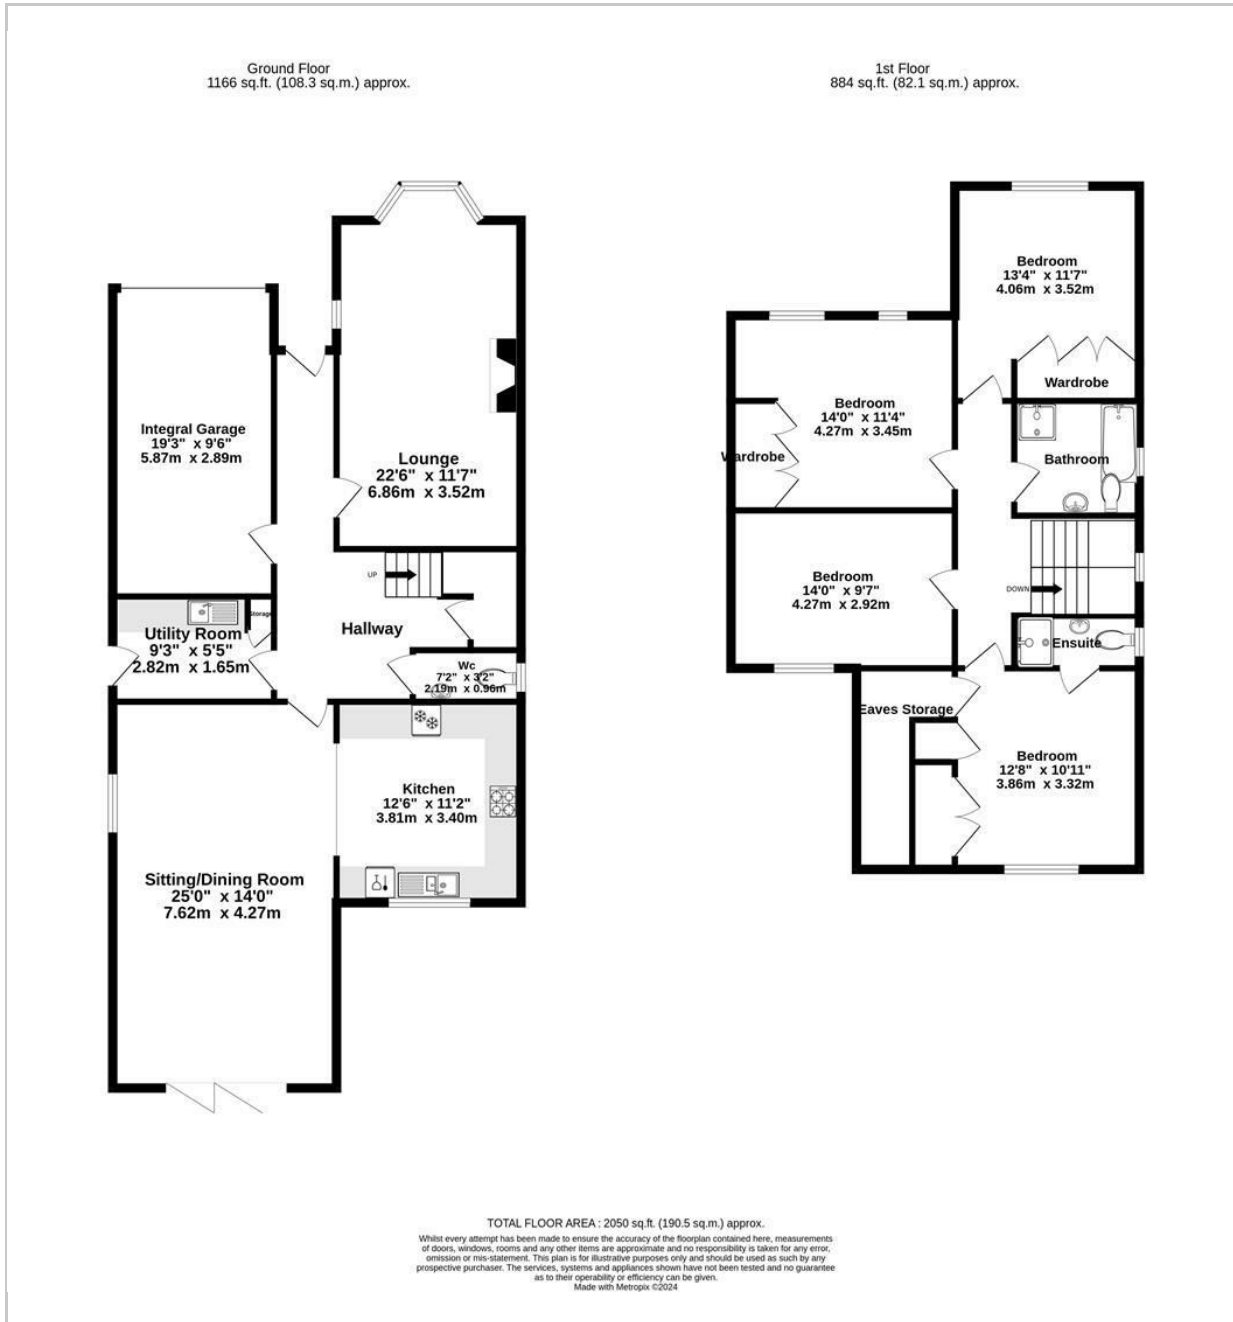 Ground Floor
1166 sq.ft. (108.3 sq.m.) approx.
1st Floor
884 sq.ft. (82.1 sq.m.) approx.
Integral Garage
19'3" x 9'6"
5.87m x 2.89m
Lounge
22'6" x 11'7"
6.86m x 3.52m
UP
Hallway
Storage
Utility Room
9'3" x 5'5"
2.82m x 1.65m
Wc
7'2" x 3'2"
2.19m x 0.96m
Kitchen
12'6" x 11'2"
3.81m x 3.40m
Sitting/Dining Room
25'0" x 14'0"
7.62m x 4.27m
Bedroom
13'4" x 11'7"
4.06m x 3.52m
Wardrobe
Bedroom
14'0" x 11'4"
4.27m x 3.45m
Wardrobe
Bathroom
Bedroom
14'0" x 9'7"
4.27m x 2.92m
DOWN
Ensuite
Eaves Storage
Bedroom
12'8" x 10'11"
3.86m x 3.32m
TOTAL FLOOR AREA : 2050 sq.ft. (190.5 sq.m.) approx.
Whilst every attempt has been made to ensure the accuracy of the floorplan contained here, measurements
of doors, windows, rooms and any other items are approximate and no responsibility is taken for any error,
omission or mis-statement. This plan is for illustrative purposes only and should be used as such by any
prospective purchaser. The services, systems and appliances shown have not been tested and no guarantee
as to their operability or efficiency can be given.
Made with Metropix ©2024